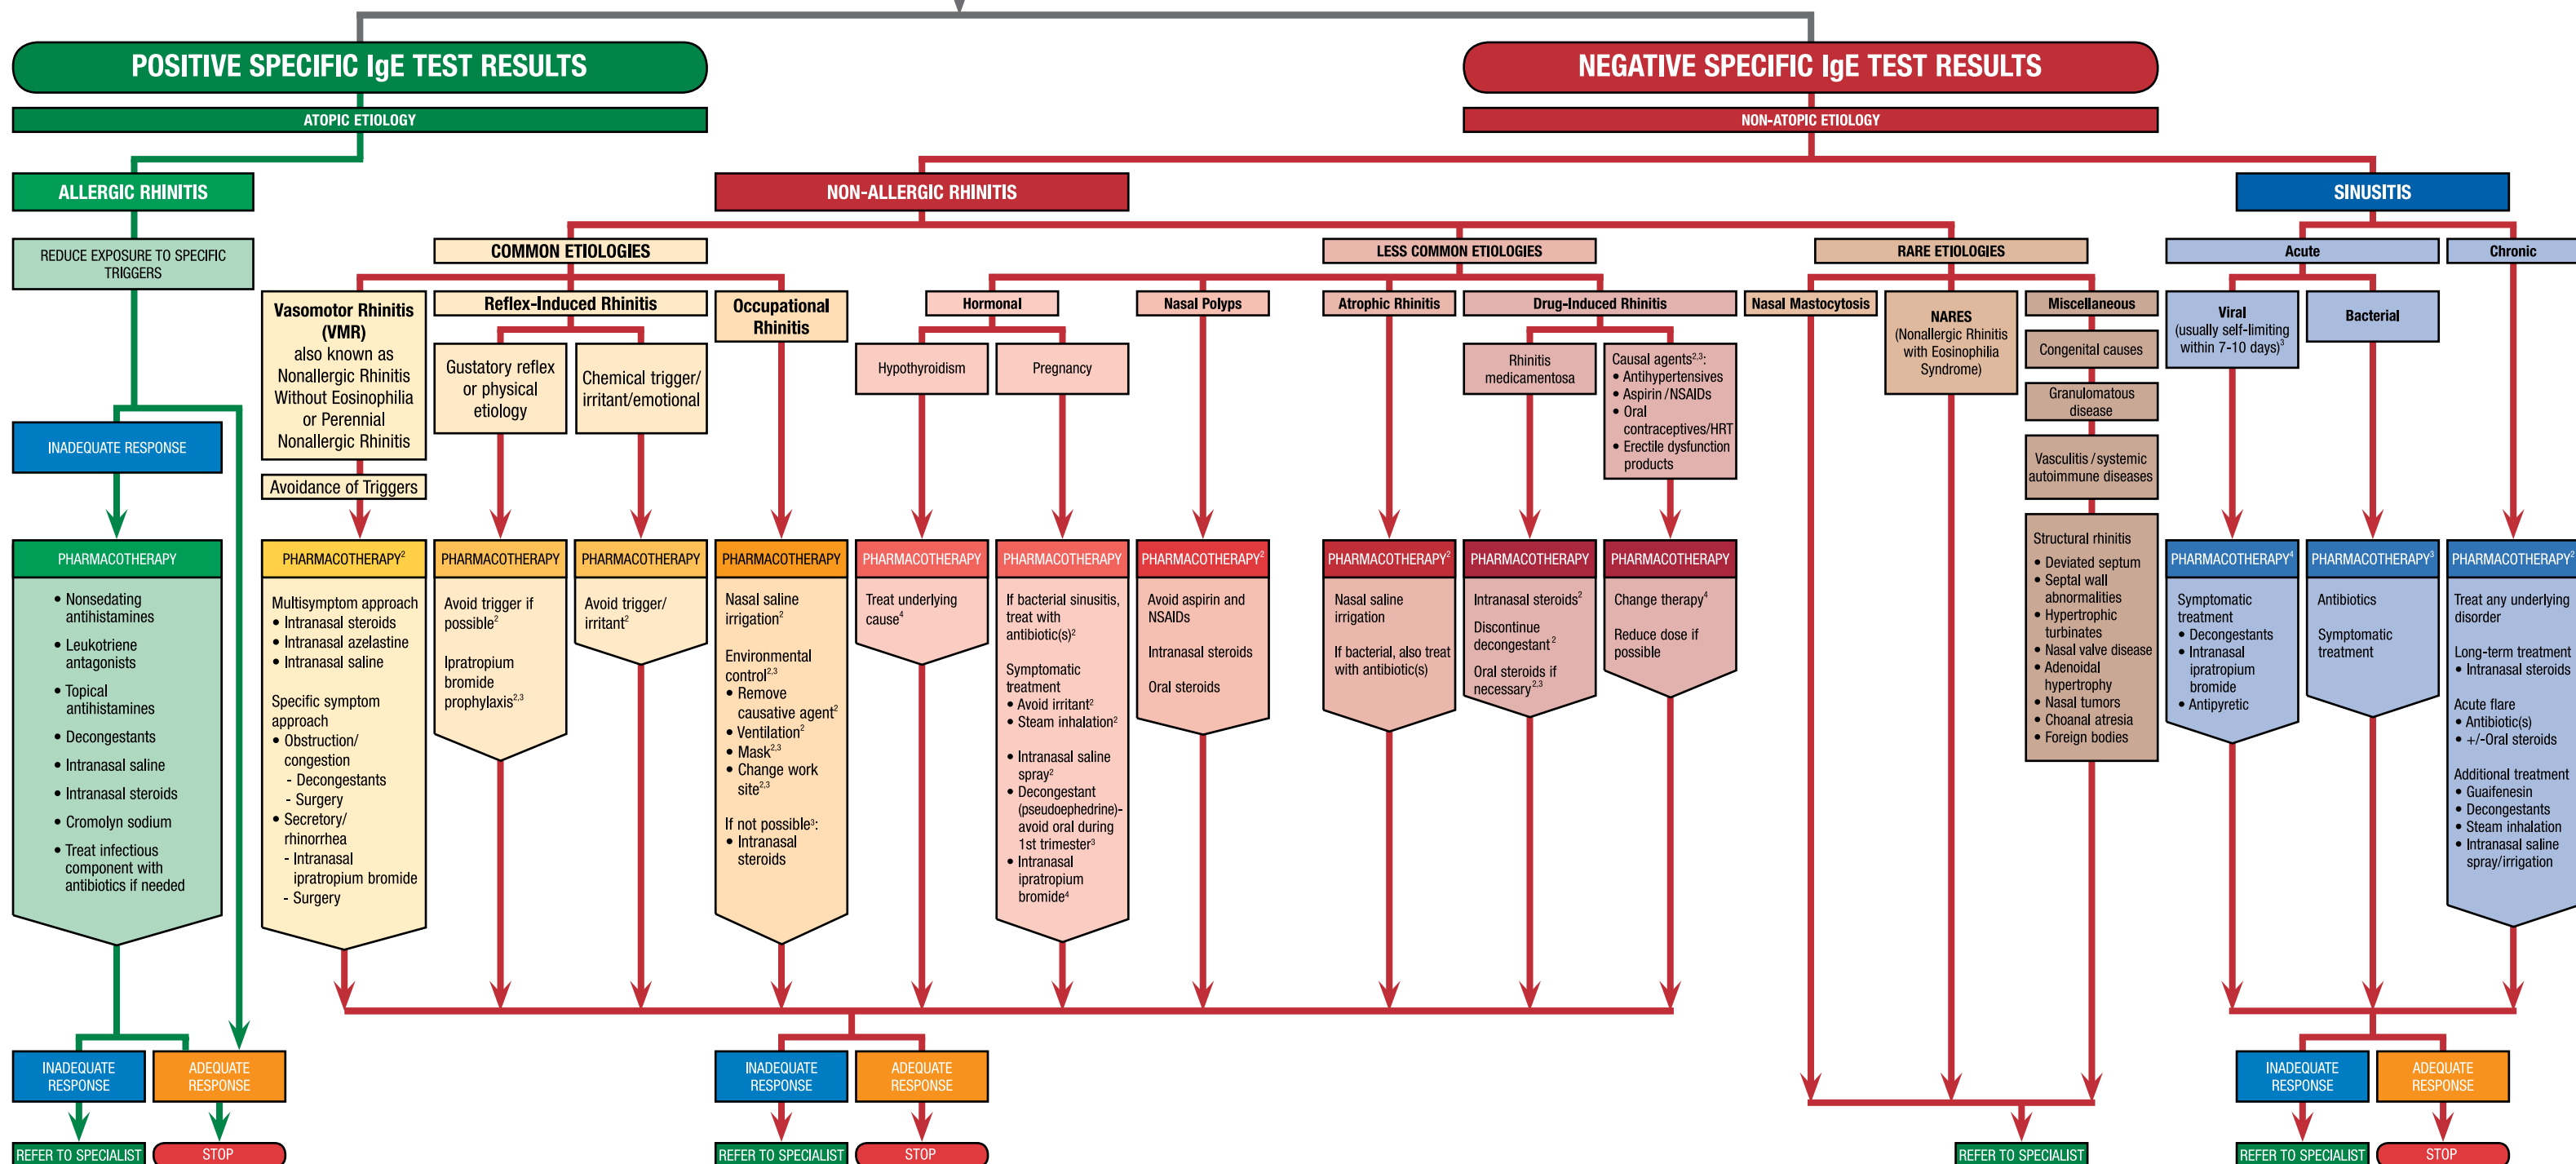 POSITIVE SPECIFIC IgE TEST RESULTS
NEGATIVE SPECIFIC IgE TEST RESULTS
ATOPIC ETIOLOGY
NON-ATOPIC ETIOLOGY
ALLERGIC RHINITIS
NON-ALLERGIC RHINITIS
SINUSITIS
REDUCE EXPOSURE TO SPECIFIC
TRIGGERS
COMMON ETIOLOGIES
LESS COMMON ETIOLOGIES
RARE ETIOLOGIES
Acute
Chronic
INADEQUATE RESPONSE
Vasomotor Rhinitis
(VMR)
also known as
Nonallergic Rhinitis
Without Eosinophilia
or Perennial
Nonallergic Rhinitis
Avoidance of Triggers
Reflex-Induced Rhinitis
Gustatory reflex
or physical
etiology
Chemical trigger/
irritant/emotional
Occupational
Rhinitis
Hormonal
Hypothyroidism
Pregnancy
Nasal Polyps
Atrophic Rhinitis
Drug-Induced Rhinitis
Rhinitis
medicamentosa
Causal agents2,3:
• Antihypertensives
• Aspirin/NSAIDs
• Oral
contraceptives/HRT
• Erectile dysfunction
products
Nasal Mastocytosis
NARES
(Nonallergic Rhinitis
with Eosinophilia
Syndrome)
Miscellaneous
Congenital causes
Granulomatous
disease
Vasculitis/systemic
autoimmune diseases
Structural rhinitis
• Deviated septum
• Septal wall
abnormalities
• Hypertrophic
turbinates
• Nasal valve disease
• Adenoidal
hypertrophy
• Nasal tumors
• Choanal atresia
• Foreign bodies
Viral
(usually self-limiting
within 7-10 days)3
Bacterial
PHARMACOTHERAPY
• Nonsedating
antihistamines
• Leukotriene
antagonists
• Topical
antihistamines
• Decongestants
• Intranasal saline
• Intranasal steroids
• Cromolyn sodium
• Treat infectious
component with
antibiotics if needed
PHARMACOTHERAPY2
Multisymptom approach
• Intranasal steroids
• Intranasal azelastine
• Intranasal saline
Specific symptom
approach
• Obstruction/
congestion
- Decongestants
- Surgery
• Secretory/
rhinorrhea
- Intranasal
ipratropium bromide
- Surgery
PHARMACOTHERAPY
Avoid trigger if
possible2
Ipratropium
bromide
prophylaxis2,3
PHARMACOTHERAPY
Avoid trigger/
irritant2
PHARMACOTHERAPY
Nasal saline
irrigation2
Environmental
control2,3
• Remove
causative agent2
• Ventilation2
• Mask2,3
• Change work
site2,3
If not possible3:
• Intranasal
steroids
PHARMACOTHERAPY
Treat underlying
cause4
PHARMACOTHERAPY
If bacterial sinusitis,
treat with
antibiotic(s)2
Symptomatic
treatment
• Avoid irritant2
• Steam inhalation2
• Intranasal saline
spray2
• Decongestant
(pseudoephedrine)-
avoid oral during
1st trimester3
• Intranasal
ipratropium
bromide4
PHARMACOTHERAPY2
Avoid aspirin and
NSAIDs
Intranasal steroids
Oral steroids
PHARMACOTHERAPY2
Nasal saline
irrigation
If bacterial, also treat
with antibiotic(s)
PHARMACOTHERAPY
Intranasal steroids2
Discontinue
decongestant2
Oral steroids if
necessary2,3
PHARMACOTHERAPY
Change therapy4
Reduce dose if
possible
PHARMACOTHERAPY4
Symptomatic
treatment
• Decongestants
• Intranasal
ipratropium
bromide
• Antipyretic
PHARMACOTHERAPY3
Antibiotics
Symptomatic
treatment
PHARMACOTHERAPY2
Treat any underlying
disorder
Long-term treatment
• Intranasal steroids
Acute flare
• Antibiotic(s)
• +/-Oral steroids
Additional treatment
• Guaifenesin
• Decongestants
• Steam inhalation
• Intranasal saline
spray/irrigation
INADEQUATE
RESPONSE
ADEQUATE
RESPONSE
REFER TO SPECIALIST
STOP
INADEQUATE
RESPONSE
ADEQUATE
RESPONSE
REFER TO SPECIALIST
STOP
REFER TO SPECIALIST
INADEQUATE
RESPONSE
ADEQUATE
RESPONSE
REFER TO SPECIALIST
STOP